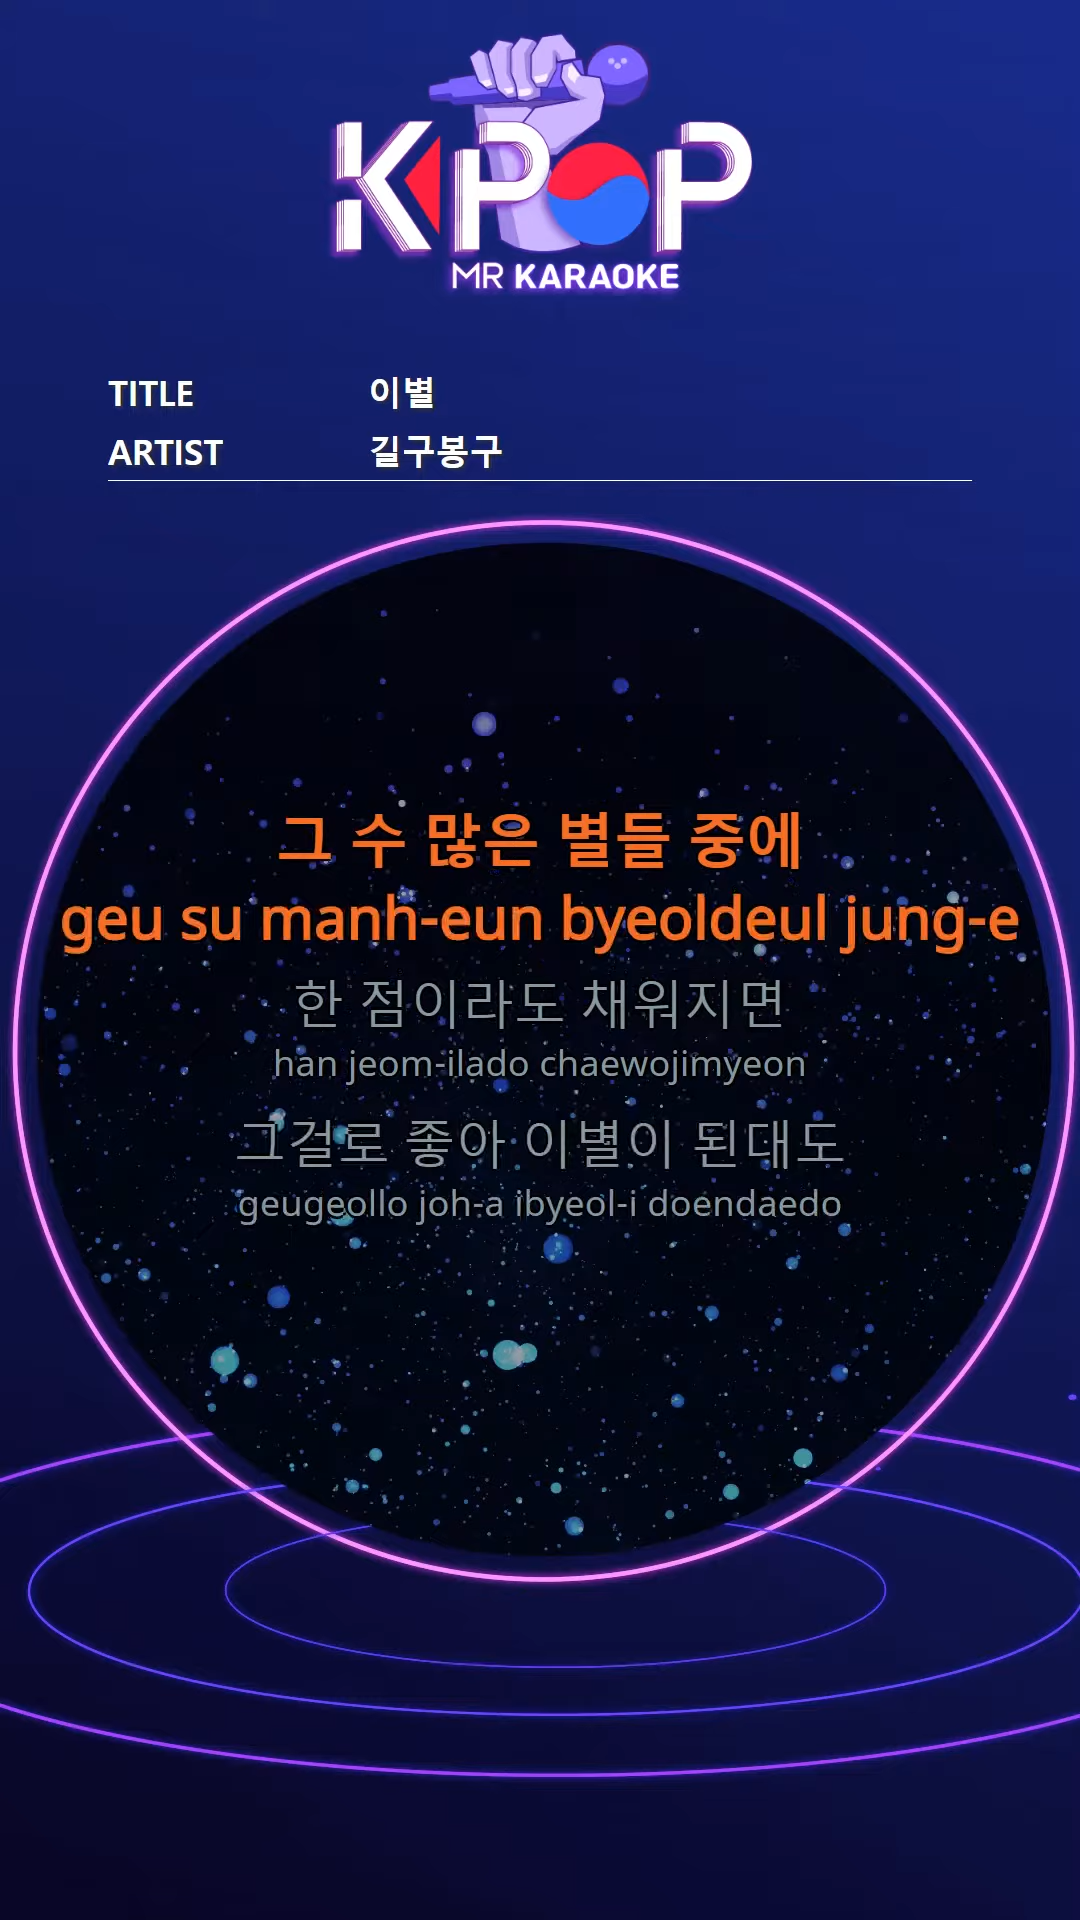 KPOP
MR KARAOKE
TITLE 이별
ARTIST 길구봉구
그 수 많은 별들 중에
geu su manh-eun byeoldeul jung-e
한 점이라도 채워지면
han jeom-ilado chaewojimyeon
그걸로 좋아 이별이 된대도
geugeollo joh-a ibyeol-i doendaedo